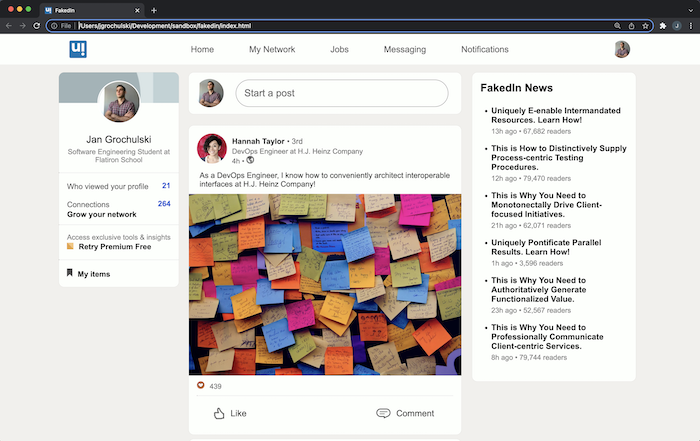 FakedIn
File
/Users/jgrochulski/Development/sandbox/fakedin/index.html
J
Home
My Network
Jobs
Messaging
Notifications
Jan Grochulski
Software Engineering Student at
Flatiron School
Who viewed your profile 21
Connections 264
Grow your network
Access exclusive tools & insights
Retry Premium Free
My items
Start a post
Hannah Taylor • 3rd
DevOps Engineer at H.J. Heinz Company
4h •
As a DevOps Engineer, I know how to conveniently architect interoperable
interfaces at H.J. Heinz Company!
439
Like
Comment
FakedIn News
Uniquely E-enable Intermandated
Resources. Learn How!
13h ago • 67,682 readers
This is How to Distinctively Supply
Process-centric Testing
Procedures.
12h ago • 79,470 readers
This is Why You Need to
Monotonectally Drive Client-
focused Initiatives.
21h ago • 62,071 readers
Uniquely Pontificate Parallel
Results. Learn How!
1h ago • 3,596 readers
This is Why You Need to
Authoritatively Generate
Functionalized Value.
23h ago • 52,567 readers
This is Why You Need to
Professionally Communicate
Client-centric Services.
8h ago • 79,744 readers